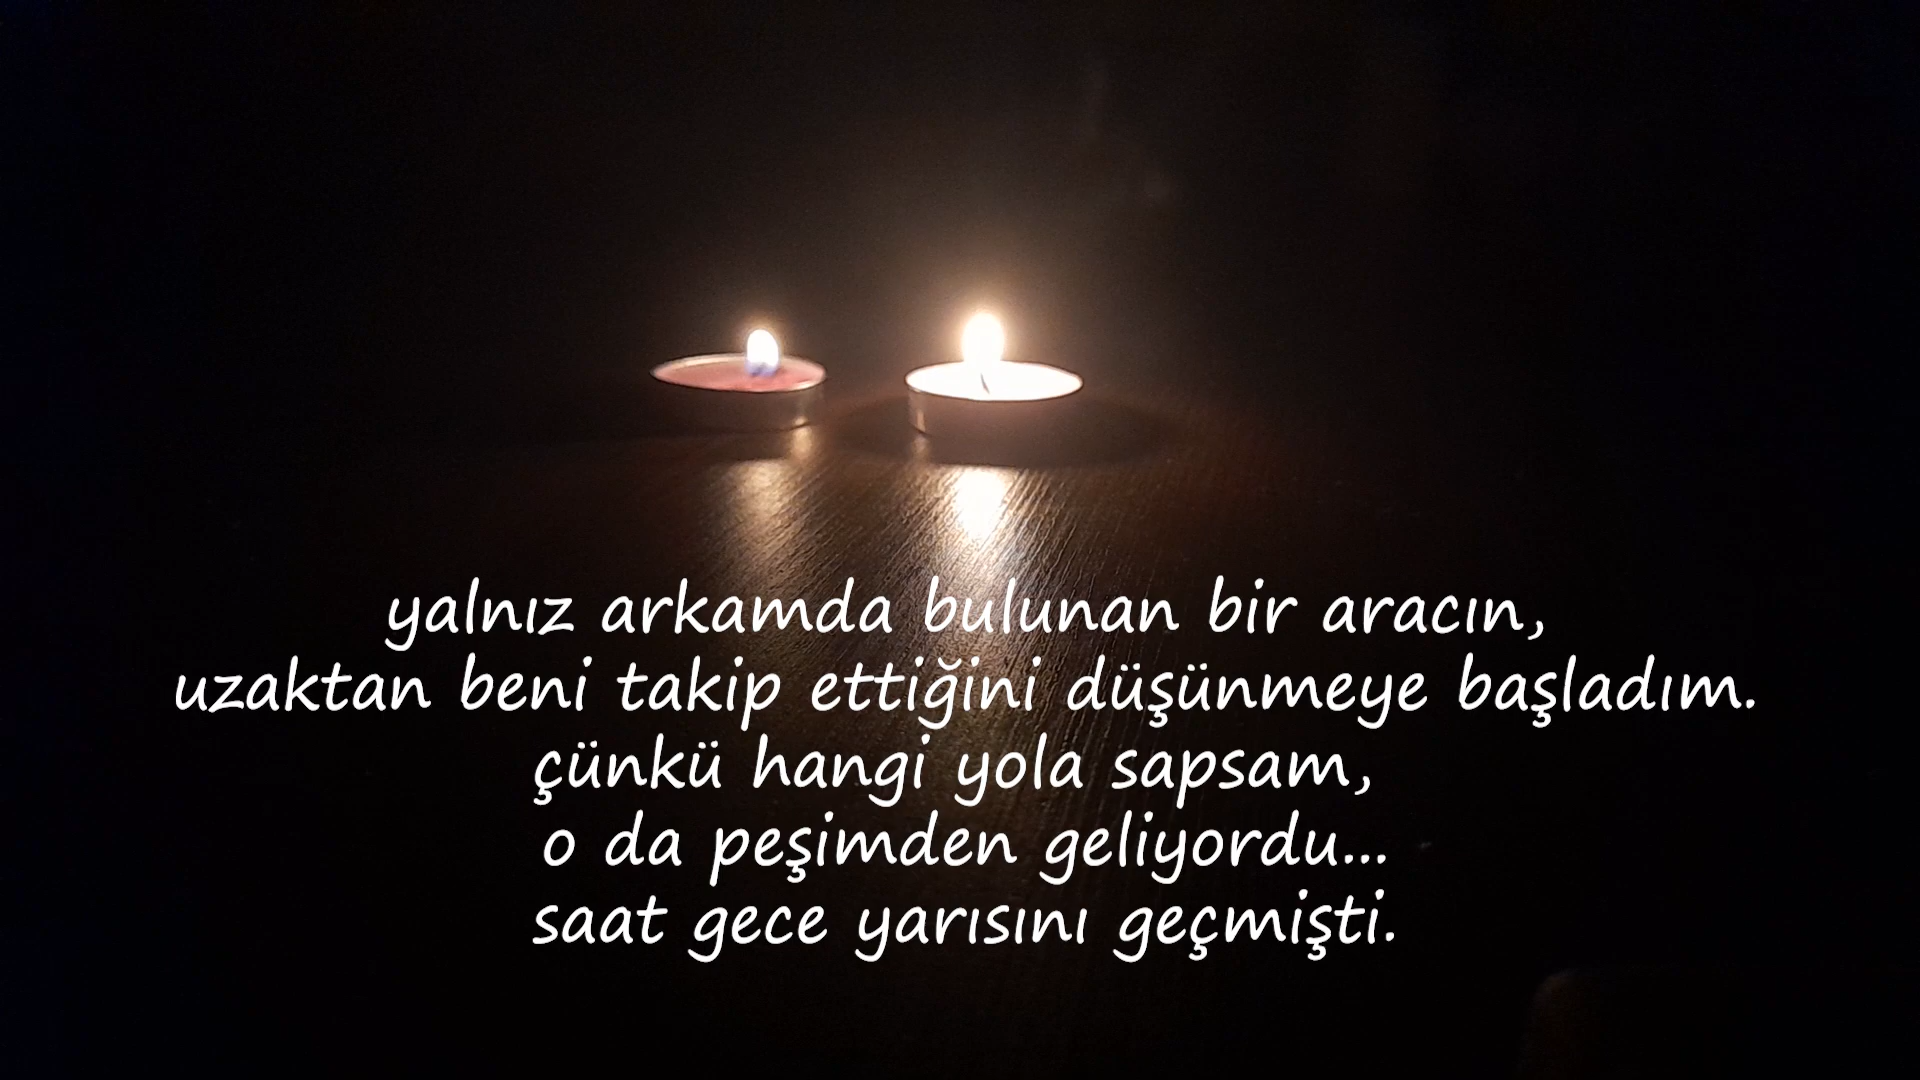 yalnız arkamda bulunan bir aracın,
uzaktan beni takip ettiğini düşünmeye başladım.
çünkü hangi yola sapsam,
o da peşimden geliyordu...
saat gece yarısını geçmişti.